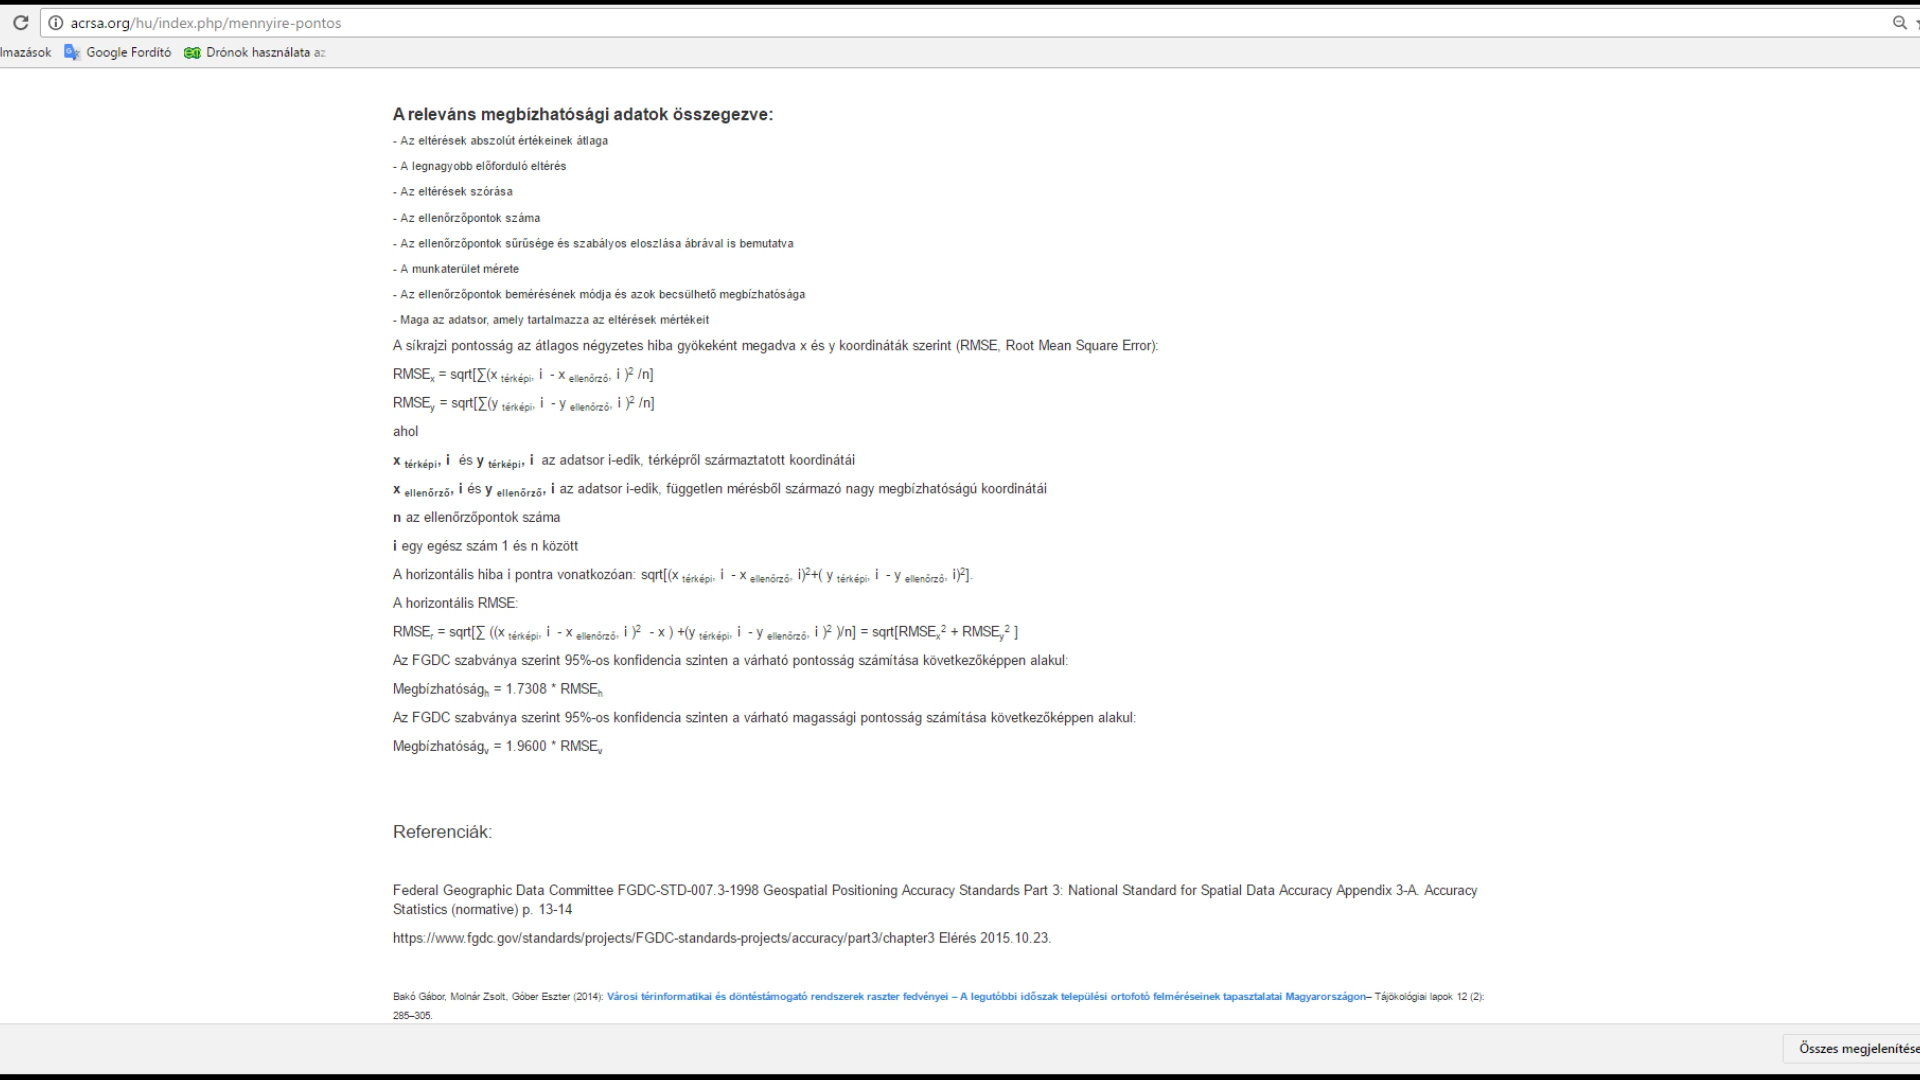 acrsa.org/hu/index.php/mennyire-pontos
lmazások Google Fordító Drónok használata az
A releváns megbízhatósági adatok összegezve:
- Az eltérések abszolút értékeinek átlaga
- A legnagyobb előforduló eltérés
- Az eltérések szórása
- Az ellenőrzőpontok száma
- Az ellenőrzőpontok sűrűsége és szabályos eloszlása ábrával is bemutatva
- A munkaterület mérete
- Az ellenőrzőpontok bemérésének módja és azok becsülhető megbízhatósága
- Maga az adatsor, amely tartalmazza az eltérések mértékeit
A síkrajzi pontosság az átlagos négyzetes hiba gyökeként megadva x és y koordináták szerint (RMSE, Root Mean Square Error):
RMSEx = sqrt[∑(x térképi, i - x ellenőrző, i )2 /n]
RMSEy = sqrt[∑(y térképi, i - y ellenőrző, i )2 /n]
ahol
x térképi, i és y térképi, i az adatsor i-edik, térképről származtatott koordinátái
x ellenőrző, i és y ellenőrző, i az adatsor i-edik, független mérésből származó nagy megbízhatóságú koordinátái
n az ellenőrzőpontok száma
i egy egész szám 1 és n között
A horizontális hiba i pontra vonatkozóan: sqrt[(x térképi, i - x ellenőrző, i)2+( y térképi, i - y ellenőrző, i)2].
A horizontális RMSE:
RMSEr = sqrt[∑ ((x térképi, i - x ellenőrző, i )2 - x ) +(y térképi, i - y ellenőrző, i )2 )/n] = sqrt[RMSEx2 + RMSEy2 ]
Az FGDC szabványa szerint 95%-os konfidencia szinten a várható pontosság számítása következőképpen alakul:
Megbízhatóságh = 1.7308 * RMSEh
Az FGDC szabványa szerint 95%-os konfidencia szinten a várható magassági pontosság számítása következőképpen alakul:
Megbízhatóságv = 1.9600 * RMSEv
Referenciák:
Federal Geographic Data Committee FGDC-STD-007.3-1998 Geospatial Positioning Accuracy Standards Part 3: National Standard for Spatial Data Accuracy Appendix 3-A. Accuracy
Statistics (normative) p. 13-14
https://www.fgdc.gov/standards/projects/FGDC-standards-projects/accuracy/part3/chapter3 Elérés 2015.10.23.
Bakó Gábor, Molnár Zsolt, Góber Eszter (2014): Városi térinformatikai és döntéstámogató rendszerek raszter fedvényei – A legutóbbi időszak települési ortofotó felméréseinek tapasztalatai Magyarországon– Tájökológiai lapok 12 (2):
285–305.
Összes megjelenítése